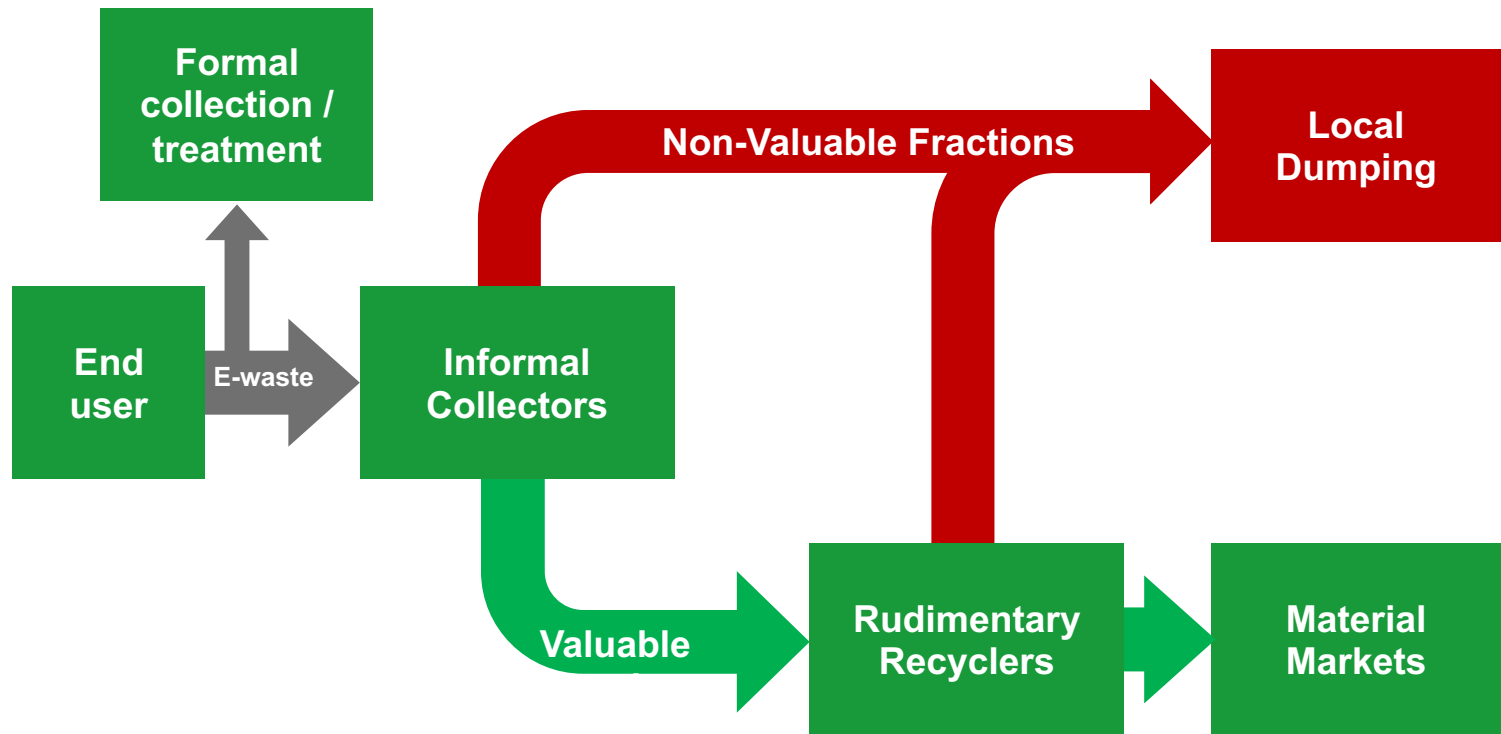 Formal
collection /
treatment
Non-Valuable Fractions
Local
Dumping
End
user
E-waste
Informal
Collectors
Valuable
Rudimentary
Recyclers
Material
Markets